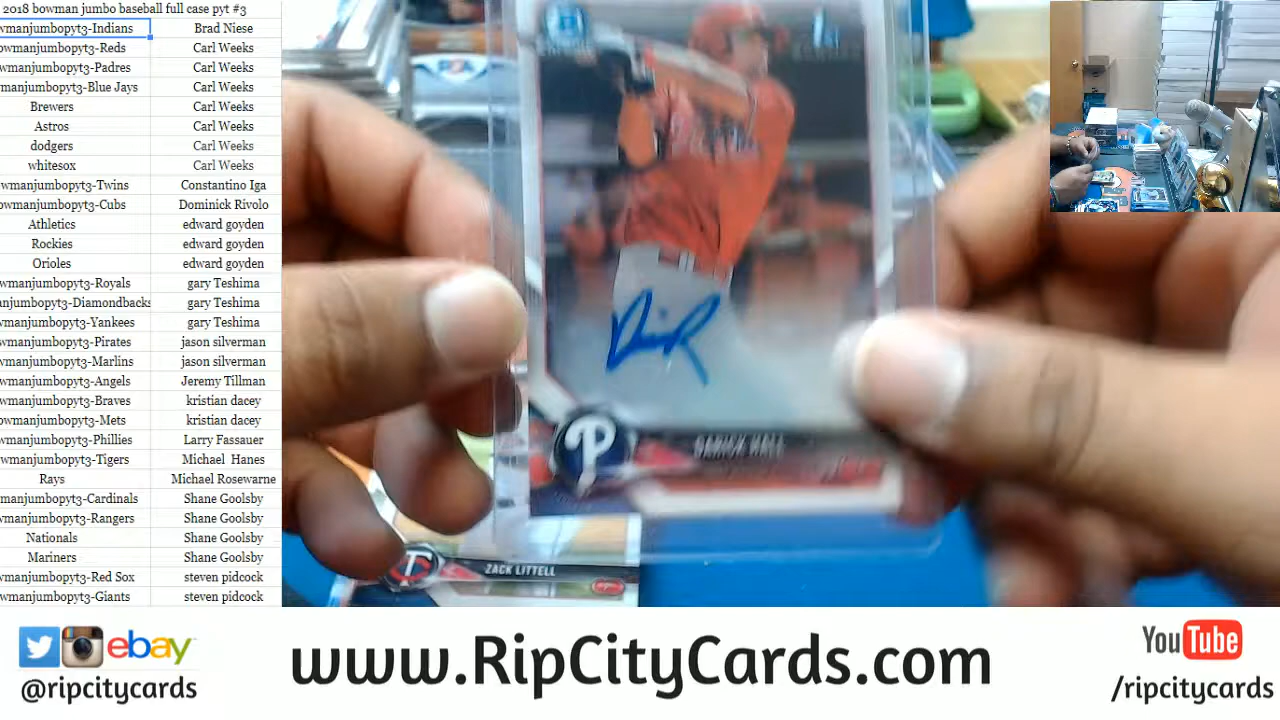 2018 bowman jumbo baseball full case pyt #3
wmanjumbopyt3-Indians Brad Niese
owmanjumbopyt3-Reds Carl Weeks
wmanjumbopyt3-Padres Carl Weeks
manjumbopyt3-Blue Jays Carl Weeks
Brewers Carl Weeks
Astros Carl Weeks
dodgers Carl Weeks
whitesox Carl Weeks
wmanjumbopyt3-Twins Constantino Iga
owmanjumbopyt3-Cubs Dominick Rivolo
Athletics edward goyden
Rockies edward goyden
Orioles edward goyden
wmanjumbopyt3-Royals gary Teshima
anjumbopyt3-Diamondbacks gary Teshima
wmanjumbopyt3-Yankees gary Teshima
wmanjumbopyt3-Pirates jason silverman
wmanjumbopyt3-Marlins jason silverman
wmanjumbopyt3-Angels Jeremy Tillman
wmanjumbopyt3-Braves kristian dacey
owmanjumbopyt3-Mets kristian dacey
wmanjumbopyt3-Phillies Larry Fassauer
wmanjumbopyt3-Tigers Michael Hanes
Rays Michael Rosewarne
manjumbopyt3-Cardinals Shane Goolsby
wmanjumbopyt3-Rangers Shane Goolsby
Nationals Shane Goolsby
Mariners Shane Goolsby
wmanjumbopyt3-Red Sox steven pidcock
wmanjumbopyt3-Giants steven pidcock
1st
P
DARICK HALL
ZACK LITTELL
ebay
@ripcitycards
www.RipCityCards.com
YouTube
/ripcitycards